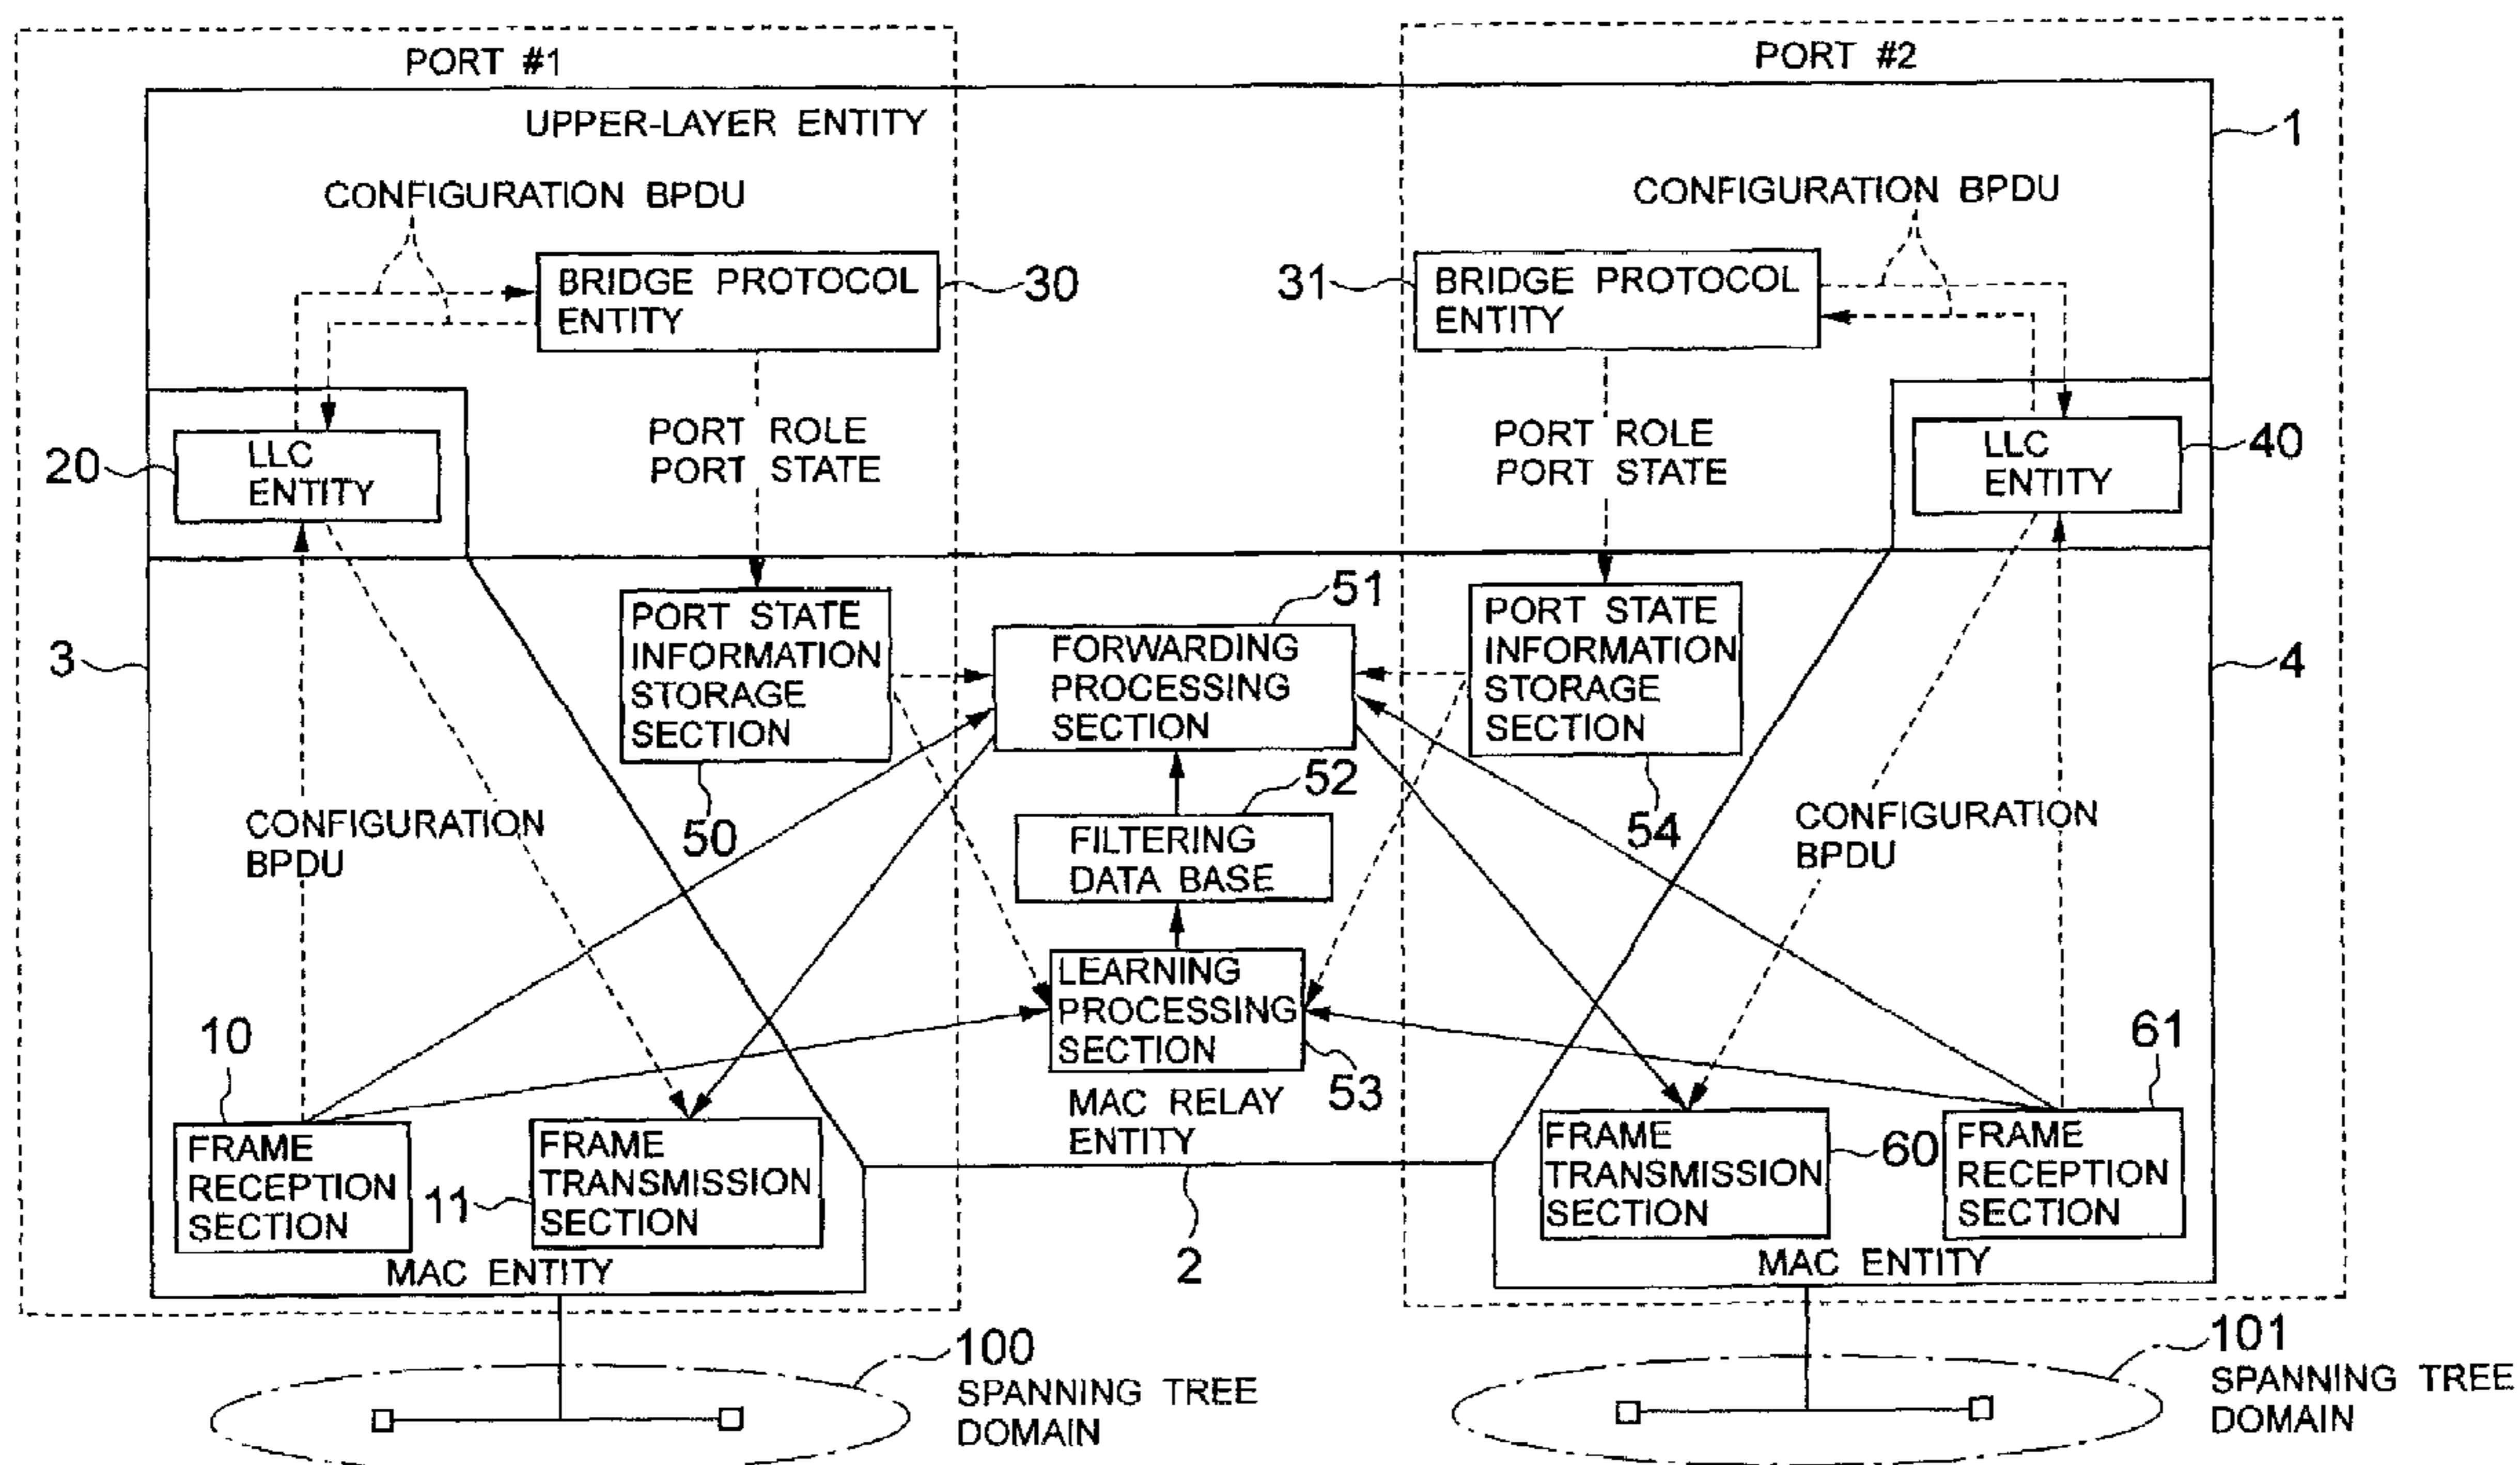 PORT #1
PORT #2
UPPER-LAYER ENTITY
1
CONFIGURATION BPDU
CONFIGURATION BPDU
BRIDGE PROTOCOL
ENTITY
30
31
BRIDGE PROTOCOL
ENTITY
PORT ROLE
PORT STATE
PORT ROLE
PORT STATE
20
LLC
ENTITY
LLC
ENTITY
40
3
PORT STATE
INFORMATION
STORAGE
SECTION
50
51
FORWARDING
PROCESSING
SECTION
PORT STATE
INFORMATION
STORAGE
SECTION
54
4
52
FILTERING
DATA BASE
CONFIGURATION
BPDU
CONFIGURATION
BPDU
LEARNING
PROCESSING
SECTION
53
MAC RELAY
ENTITY
10
FRAME
RECEPTION
SECTION
11
FRAME
TRANSMISSION
SECTION
MAC ENTITY
2
FRAME
TRANSMISSION
SECTION
60
61
FRAME
RECEPTION
SECTION
MAC ENTITY
100
SPANNING TREE
DOMAIN
101
SPANNING TREE
DOMAIN